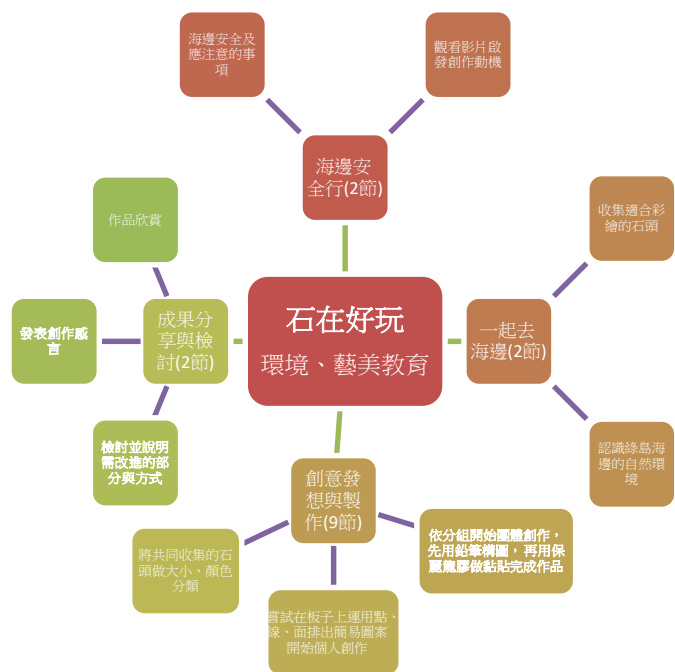 海邊安全及
應注意的事
項
觀看影片啟
發創作動機
海邊安
全行(2節)
收集適合彩
繪的石頭
作品欣賞
石在好玩
環境、藝美教育
成果分
享與檢
討(2節)
一起去
海邊(2節)
發表創作感
言
檢討並說明
需改進的部
分與方式
認識綠島海
邊的自然環
境
創意發
想與製
作(9節)
依分組開始團體創作，
先用鉛筆構圖，再用保
麗龍膠做黏貼完成作品
將共同收集的石
頭做大小、顏色
分類
嘗試在板子上運用點、
線、面排出簡易圖案
開始個人創作